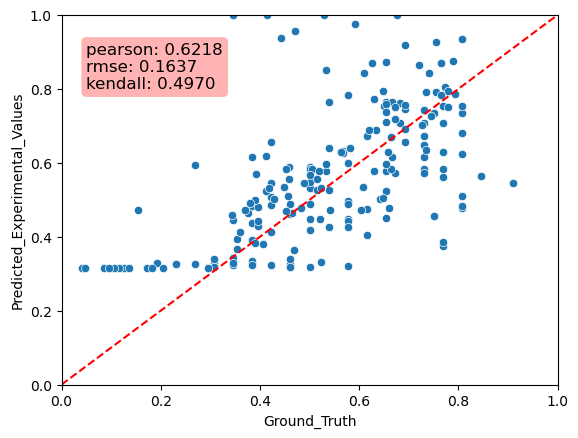 pearson: 0.6218
rmse: 0.1637
kendall: 0.4970
Predicted_Experimental_Values
1.0
0.8
0.6
0.4
0.2
0.0
0.0 0.2 0.4 0.6 0.8 1.0
Ground_Truth